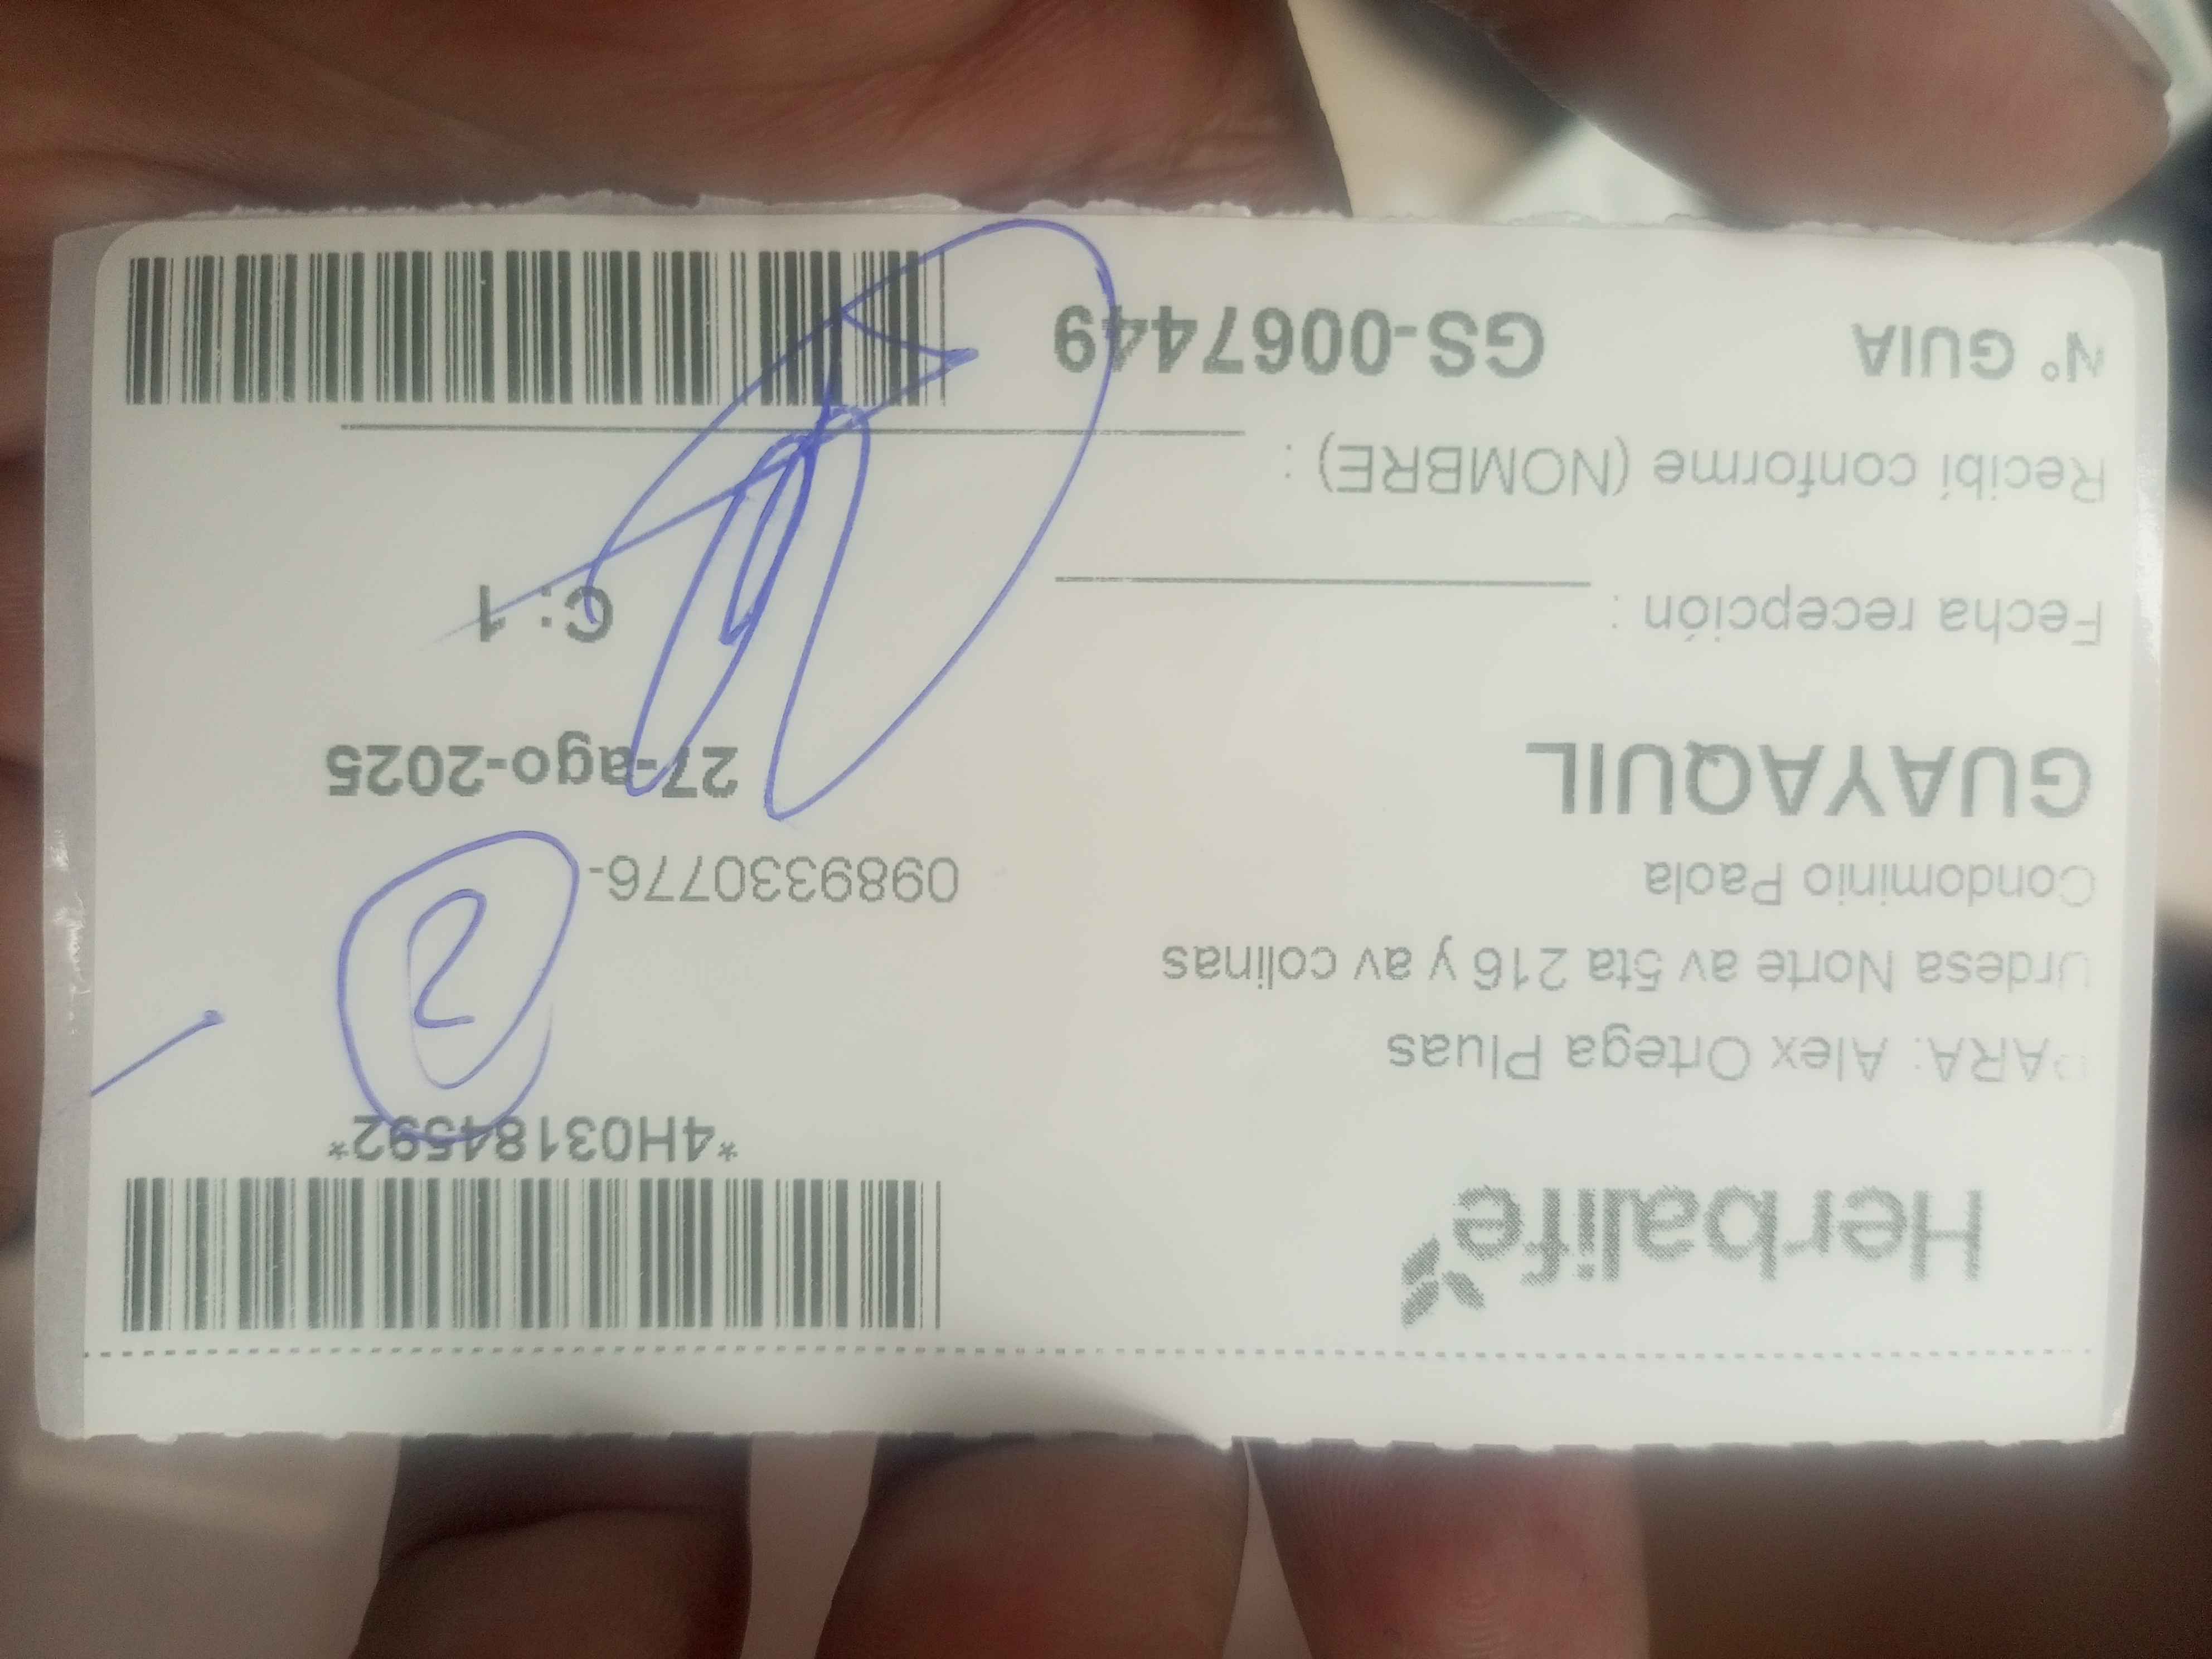 Herbalife
*4H03184592*
PARA: Alex Ortega Pluas
Urdesa Norte av 5ta 216 y av colinas
Condominio Paola
0989330776-
2
GUAYAQUIL
27-ago-2025
Fecha recepción :
C: 1
Recibí conforme (NOMBRE) :
N° GUIA
GS-0067449